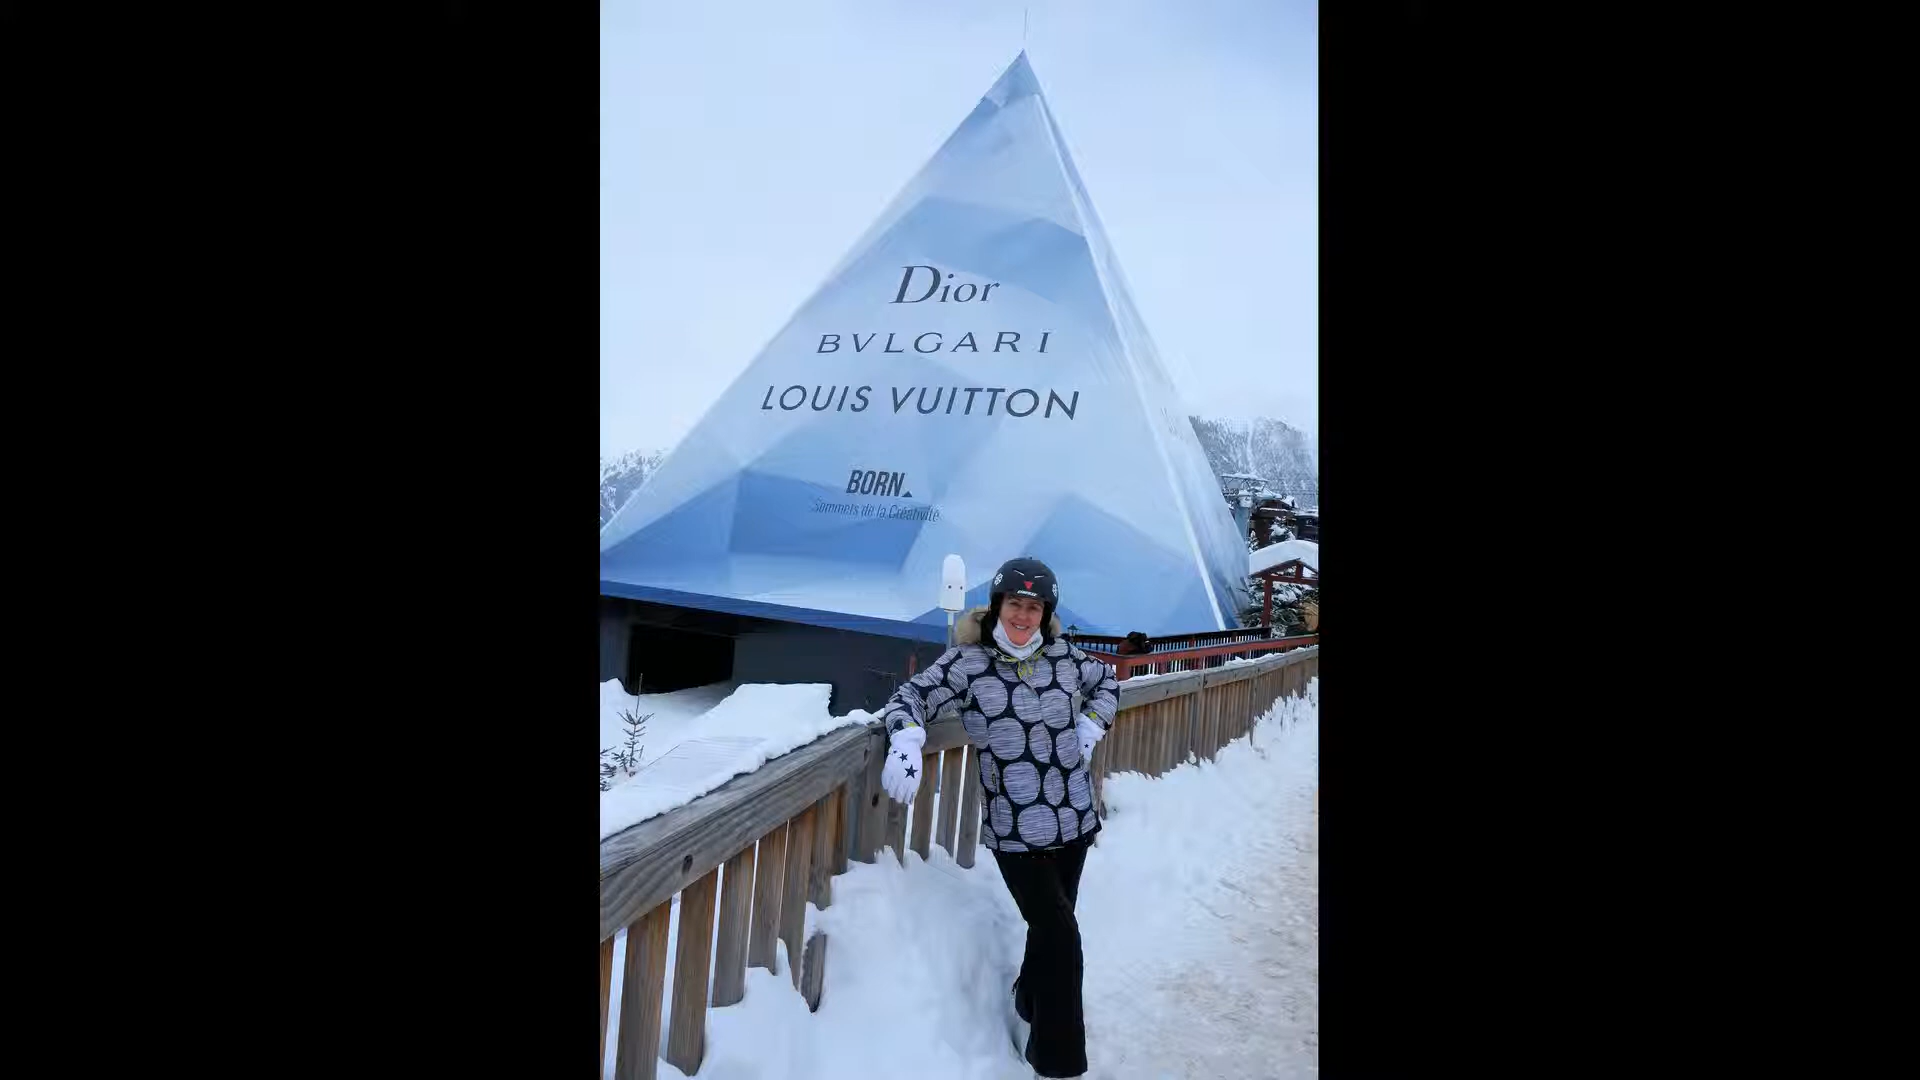 Dior
BVLGARI
LOUIS VUITTON
BORN
Sommets de la Créativité